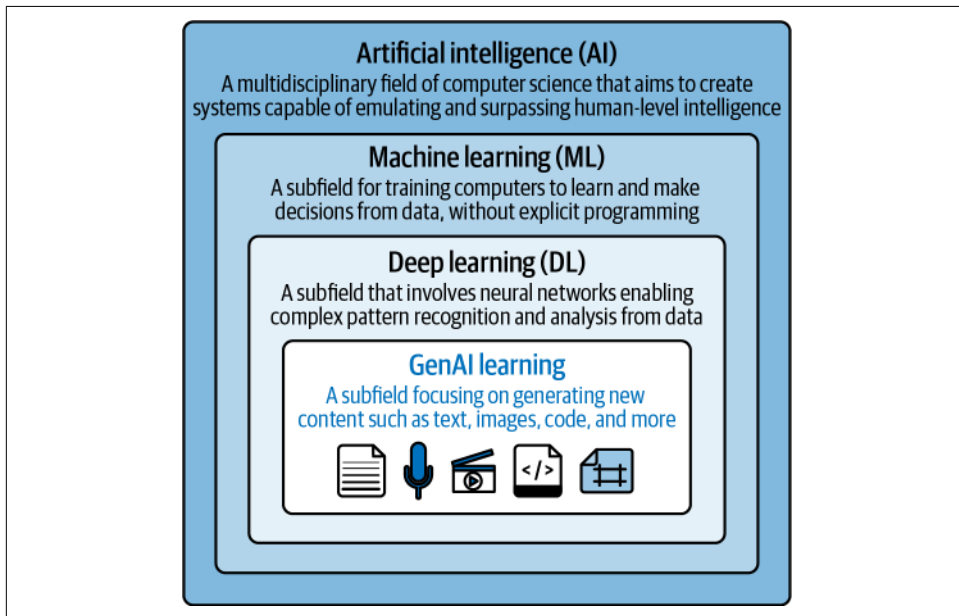 Artificial intelligence (AI)
A multidisciplinary field of computer science that aims to create
systems capable of emulating and surpassing human-level intelligence
Machine learning (ML)
A subfield for training computers to learn and make
decisions from data, without explicit programming
Deep learning (DL)
A subfield that involves neural networks enabling
complex pattern recognition and analysis from data
GenAI learning
A subfield focusing on generating new
content such as text, images, code, and more
</>